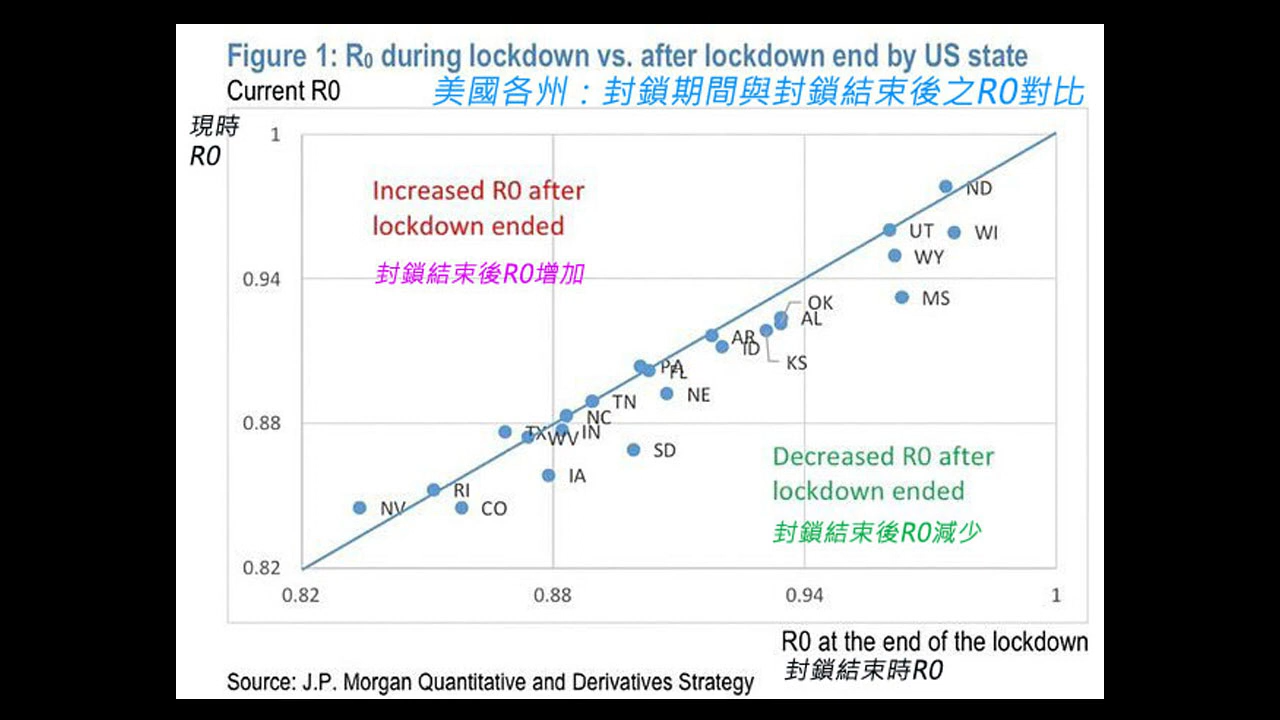 Figure 1: R₀ during lockdown vs. after lockdown end by US state
Current R0
美國各州：封鎖期間與封鎖結束後之R0對比
現時
R0
1
Increased R0 after
lockdown ended
封鎖結束後R0增加
ND
UT
WI
WY
0.94
MS
OK
AL
AR
ID
KS
PA
FL
NE
TN
NC
0.88
TX
WV
IN
SD
Decreased R0 after
lockdown ended
IA
RI
NV
CO
封鎖結束後R0減少
0.82
0.82
0.88
0.94
1
R0 at the end of the lockdown
封鎖結束時R0
Source: J.P. Morgan Quantitative and Derivatives Strategy